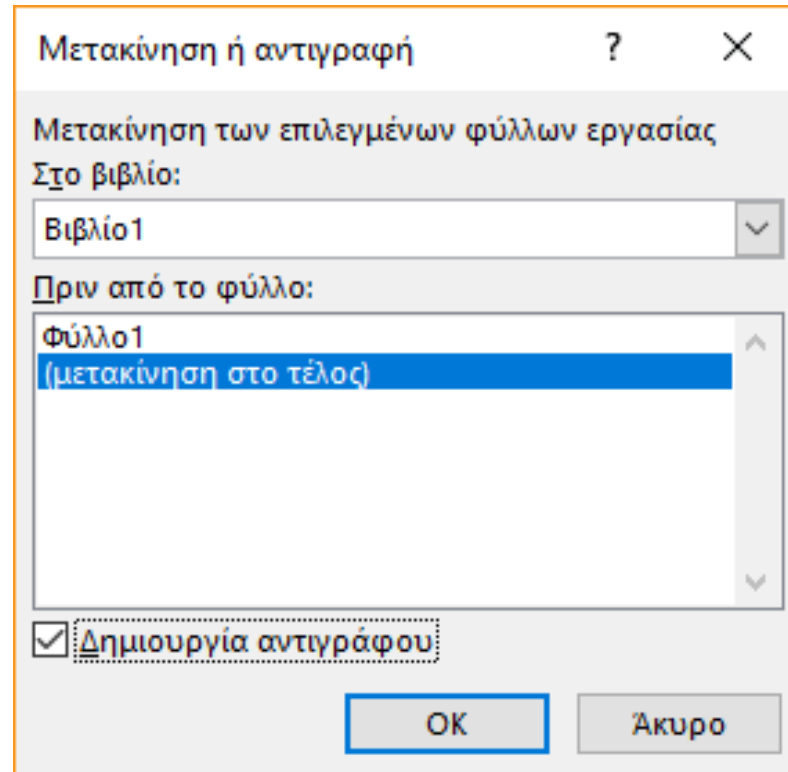 Μετακίνηση ή αντιγραφή ?
Μετακίνηση των επιλεγμένων φύλλων εργασίας
Στο βιβλίο:
Βιβλίο1
Πριν από το φύλλο:
Φύλλο1
(μετακίνηση στο τέλος)
Δημιουργία αντιγράφου
OK Άκυρο